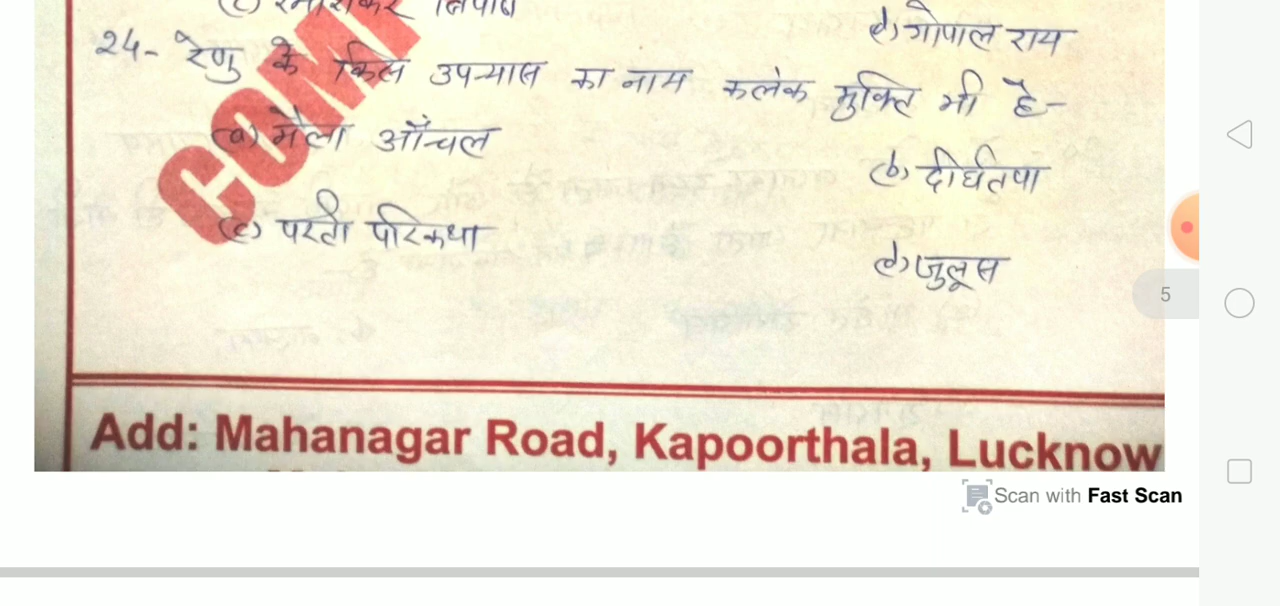 d) गोपाल राय
24- रेणु के किस उपन्यास का नाम कलंक मुक्ति भी है-
(a) मैला आँचल
(b) दीर्घतपा
(c) परती परिकथा
d) जुलूस
COM
5
Add: Mahanagar Road, Kapoorthala, Lucknow
Scan with Fast Scan